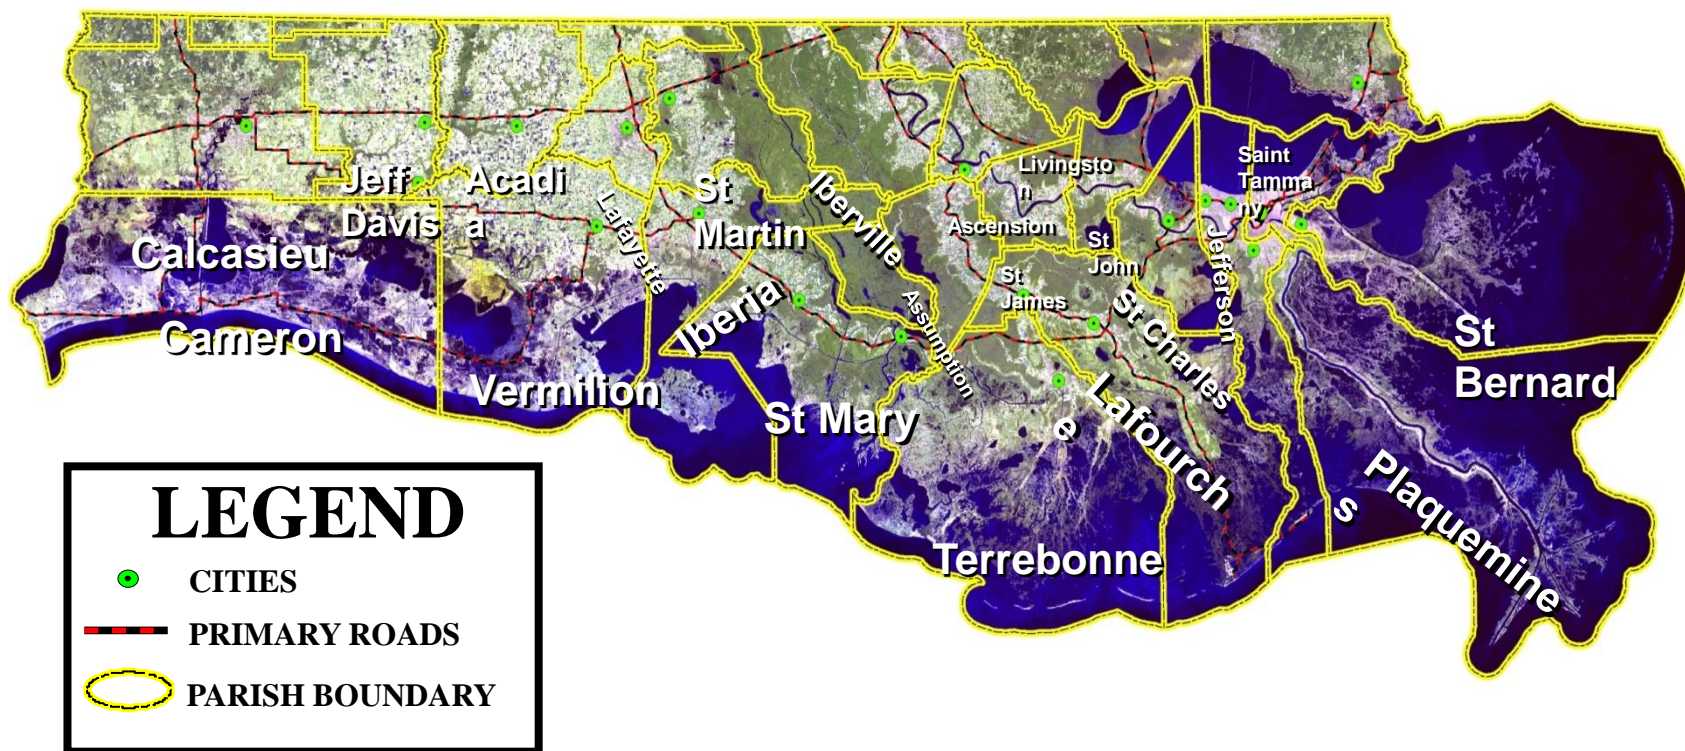 Livingsto
n
Saint
Tamma
ny
Jeff
Davis
Acadi
a
St
Martin
Iberville
Lafayette
Ascension
St
John
Jefferson
Calcasieu
St
James
Iberia
Assumption
St Charles
Cameron
St
Bernard
Vermilion
St Mary
Lafourch
e
Plaquemine
s
Terrebonne
LEGEND
CITIES
PRIMARY ROADS
PARISH BOUNDARY